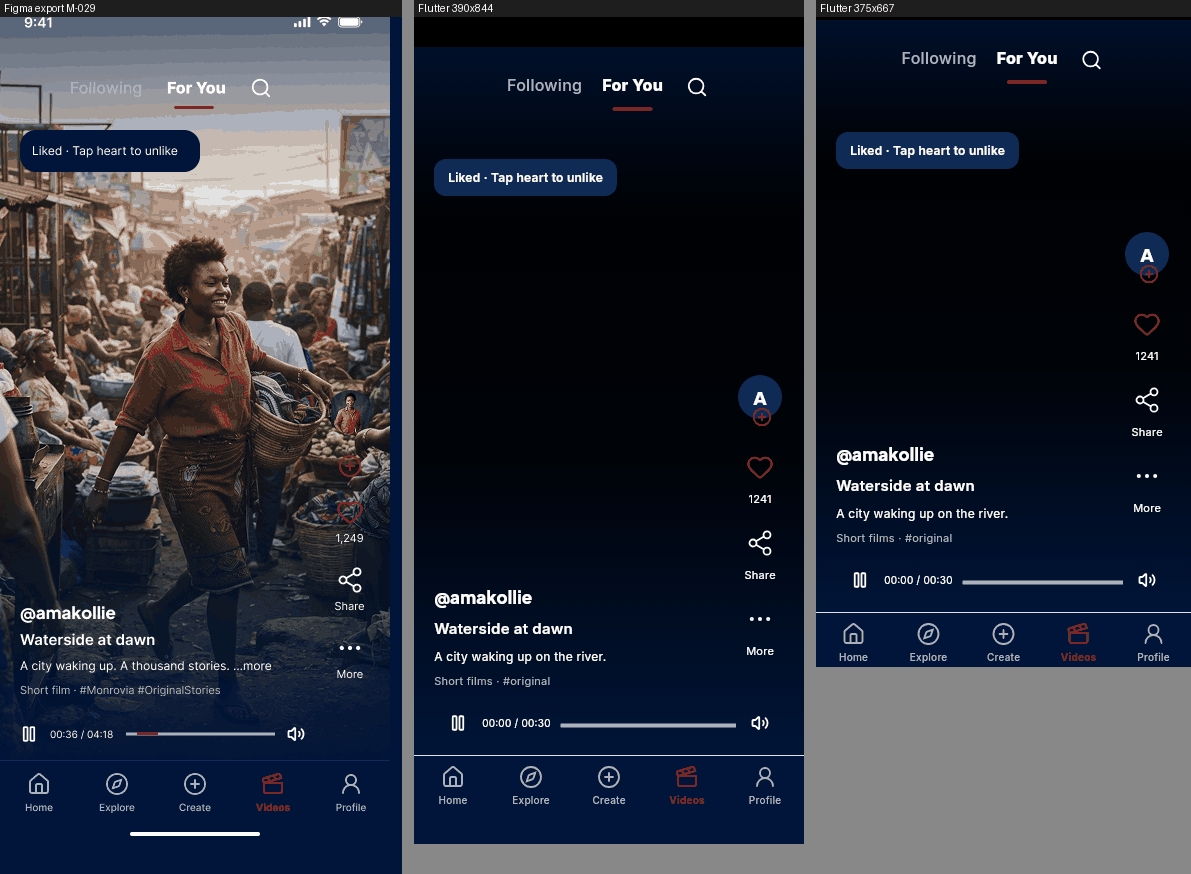 Figma export M-029
9:41
Following
For You
Liked · Tap heart to unlike
1,249
Share
More
@amakollie
Waterside at dawn
A city waking up. A thousand stories. ...more
Short film · #Monrovia #OriginalStories
00:36 / 04:18
Home
Explore
Create
Videos
Profile
Flutter 390x844
Following
For You
Liked · Tap heart to unlike
A
1241
Share
More
@amakollie
Waterside at dawn
A city waking up on the river.
Short films · #original
00:00 / 00:30
Home
Explore
Create
Videos
Profile
Flutter 375x667
Following
For You
Liked · Tap heart to unlike
A
1241
Share
More
@amakollie
Waterside at dawn
A city waking up on the river.
Short films · #original
00:00 / 00:30
Home
Explore
Create
Videos
Profile